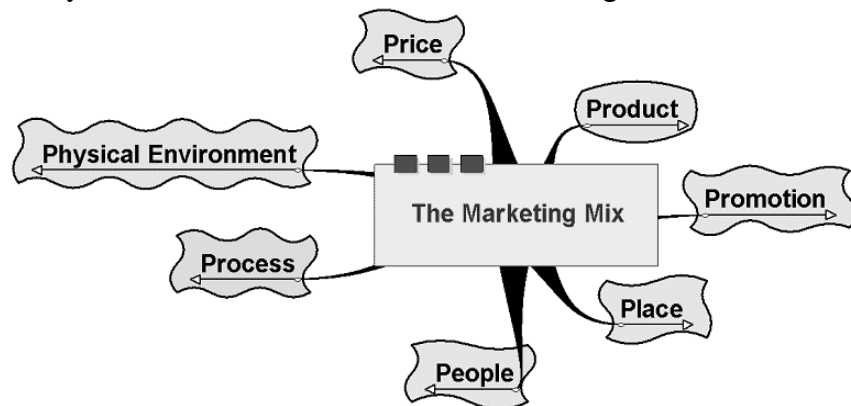 Price
Product
Physical Environment
The Marketing Mix
Promotion
Process
Place
People